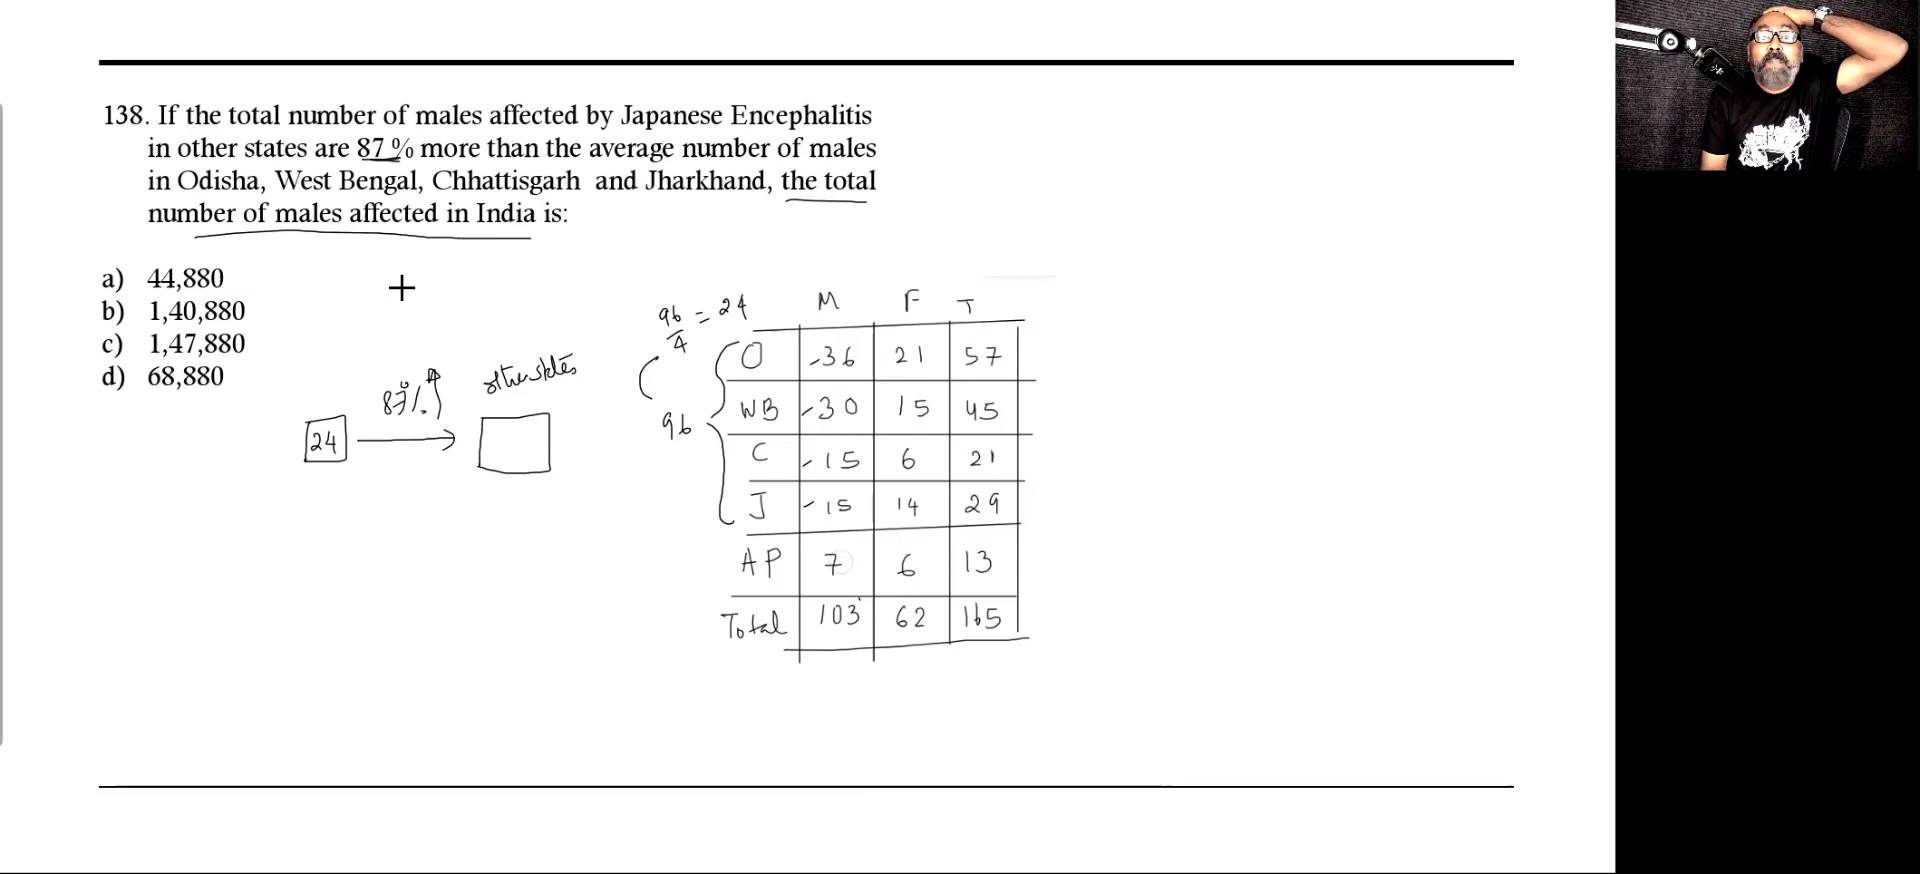 138. If the total number of males affected by Japanese Encephalitis
in other states are 87 % more than the average number of males
in Odisha, West Bengal, Chhattisgarh and Jharkhand, the total
number of males affected in India is:
a) 44,880
b) 1,40,880
c) 1,47,880
d) 68,880
24
87%
other states
96/4 = 24
96
M F T
O 36 21 57
WB 30 15 45
C 15 6 21
J 15 14 29
AP 7 6 13
Total 103 62 165